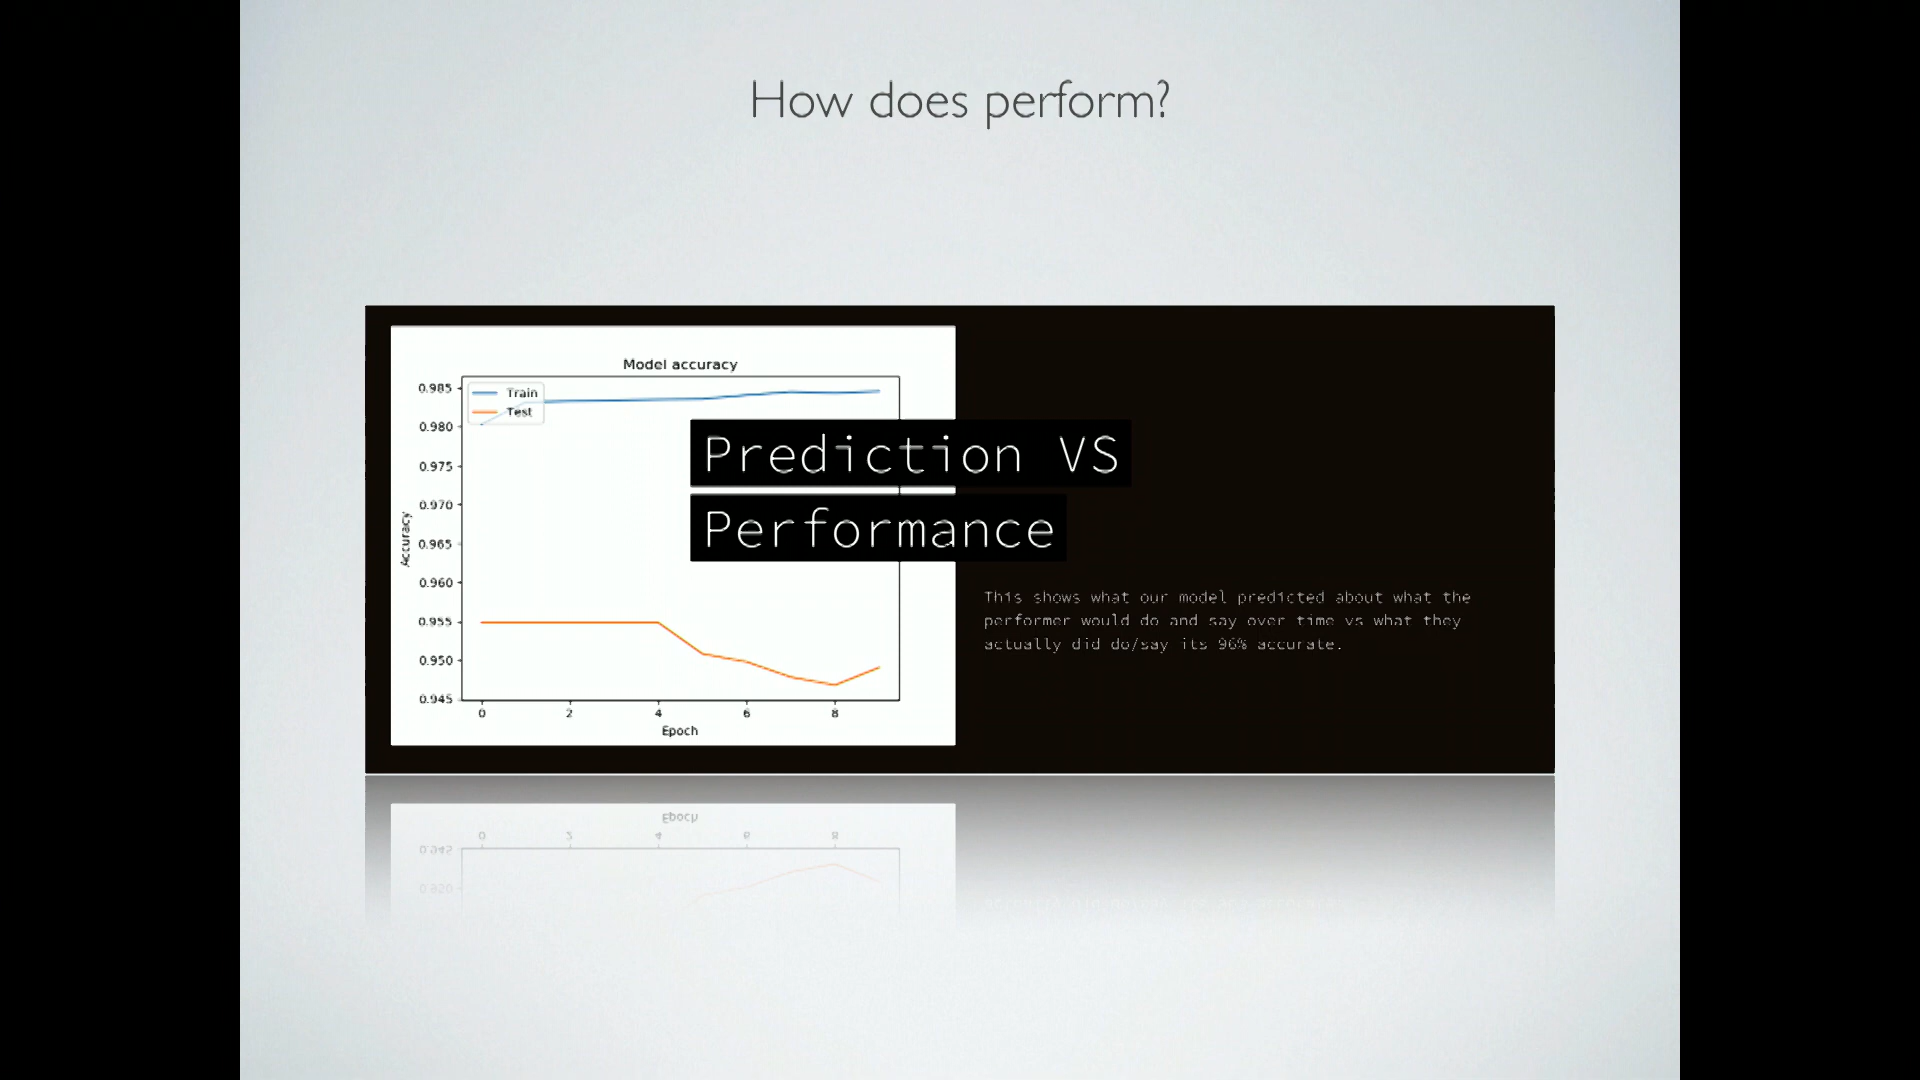 How does perform?
Model accuracy
Train
Test
0.985
0.980
0.975
0.970
0.965
0.960
0.955
0.950
0.945
Accuracy
0 2 4 6 8
Epoch
Prediction VS
Performance
This shows what our model predicted about what the
performer would do and say over time vs what they
actually did do/say its 96% accurate.